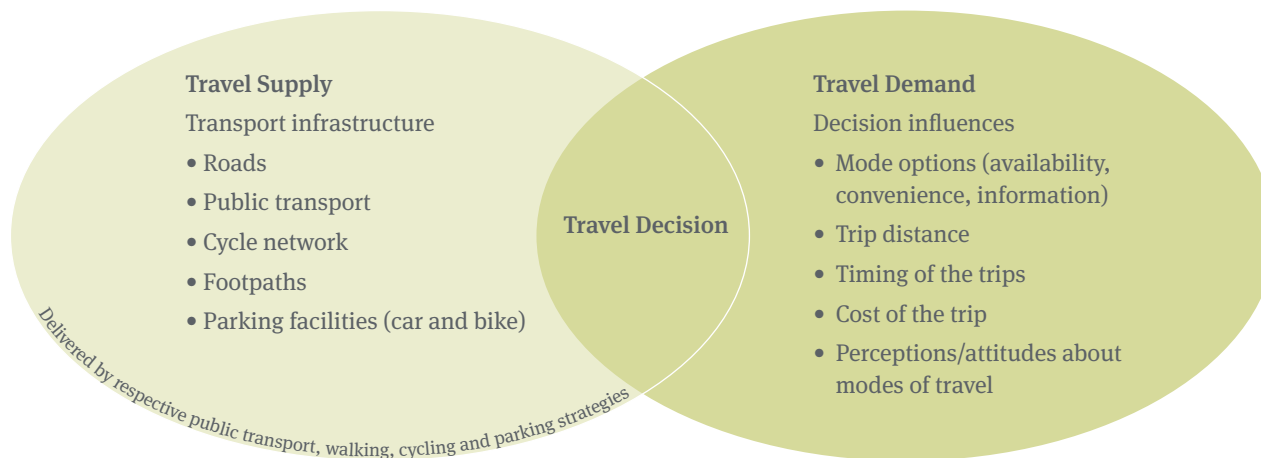 Travel Supply
Transport infrastructure
• Roads
• Public transport
• Cycle network
• Footpaths
• Parking facilities (car and bike)
Delivered by respective public transport, walking, cycling and parking strategies
Travel Decision
Travel Demand
Decision influences
• Mode options (availability,
convenience, information)
• Trip distance
• Timing of the trips
• Cost of the trip
• Perceptions/attitudes about
modes of travel